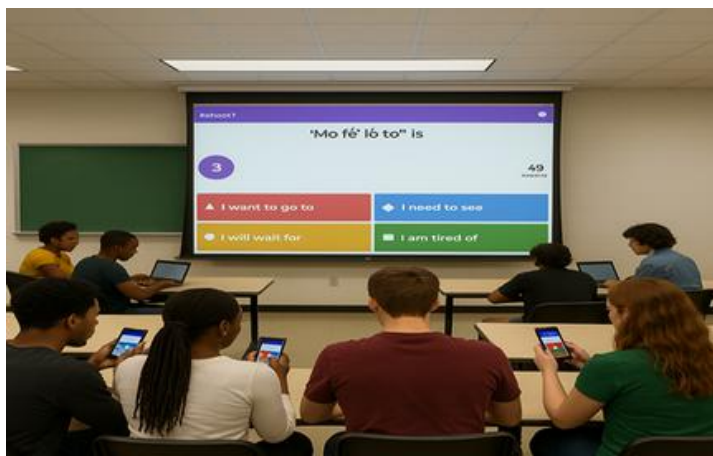 'Mo fé' ló to" is
3
49
▲ I want to go to
◆ I need to see
● I will wait for
■ I am tired of